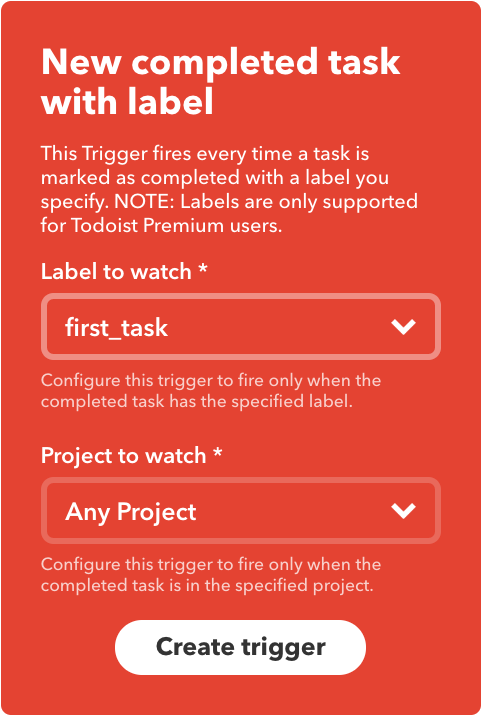 New completed task
with label
This Trigger fires every time a task is
marked as completed with a label you
specify. NOTE: Labels are only supported
for Todoist Premium users.
Label to watch *
first_task
Configure this trigger to fire only when the
completed task has the specified label.
Project to watch *
Any Project
Configure this trigger to fire only when the
completed task is in the specified project.
Create trigger